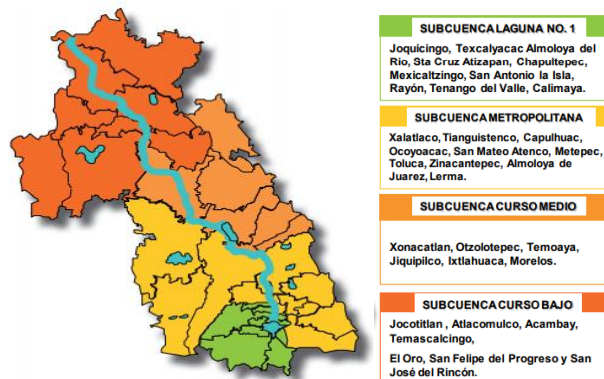 SUBCUENCA LAGUNA NO. 1
Joquicingo, Texcalyacac Almoloya del
Rio, Sta Cruz Atizapan, Chapultepec,
Mexicaltzingo, San Antonio la Isla,
Rayón, Tenango del Valle, Calimaya.
SUBCUENCA METROPOLITANA
Xalatlaco, Tianguistenco, Capulhuac,
Ocoyoacac, San Mateo Atenco, Metepec,
Toluca, Zinacantepec, Almoloya de
Juarez, Lerma.
SUBCUENCA CURSO MEDIO
Xonacatlan, Otzolotepec, Temoaya,
Jiquipilco, Ixtlahuaca, Morelos.
SUBCUENCA CURSO BAJO
Jocotitlan , Atlacomulco, Acambay,
Temascalcingo,
El Oro, San Felipe del Progreso y San
José del Rincón.